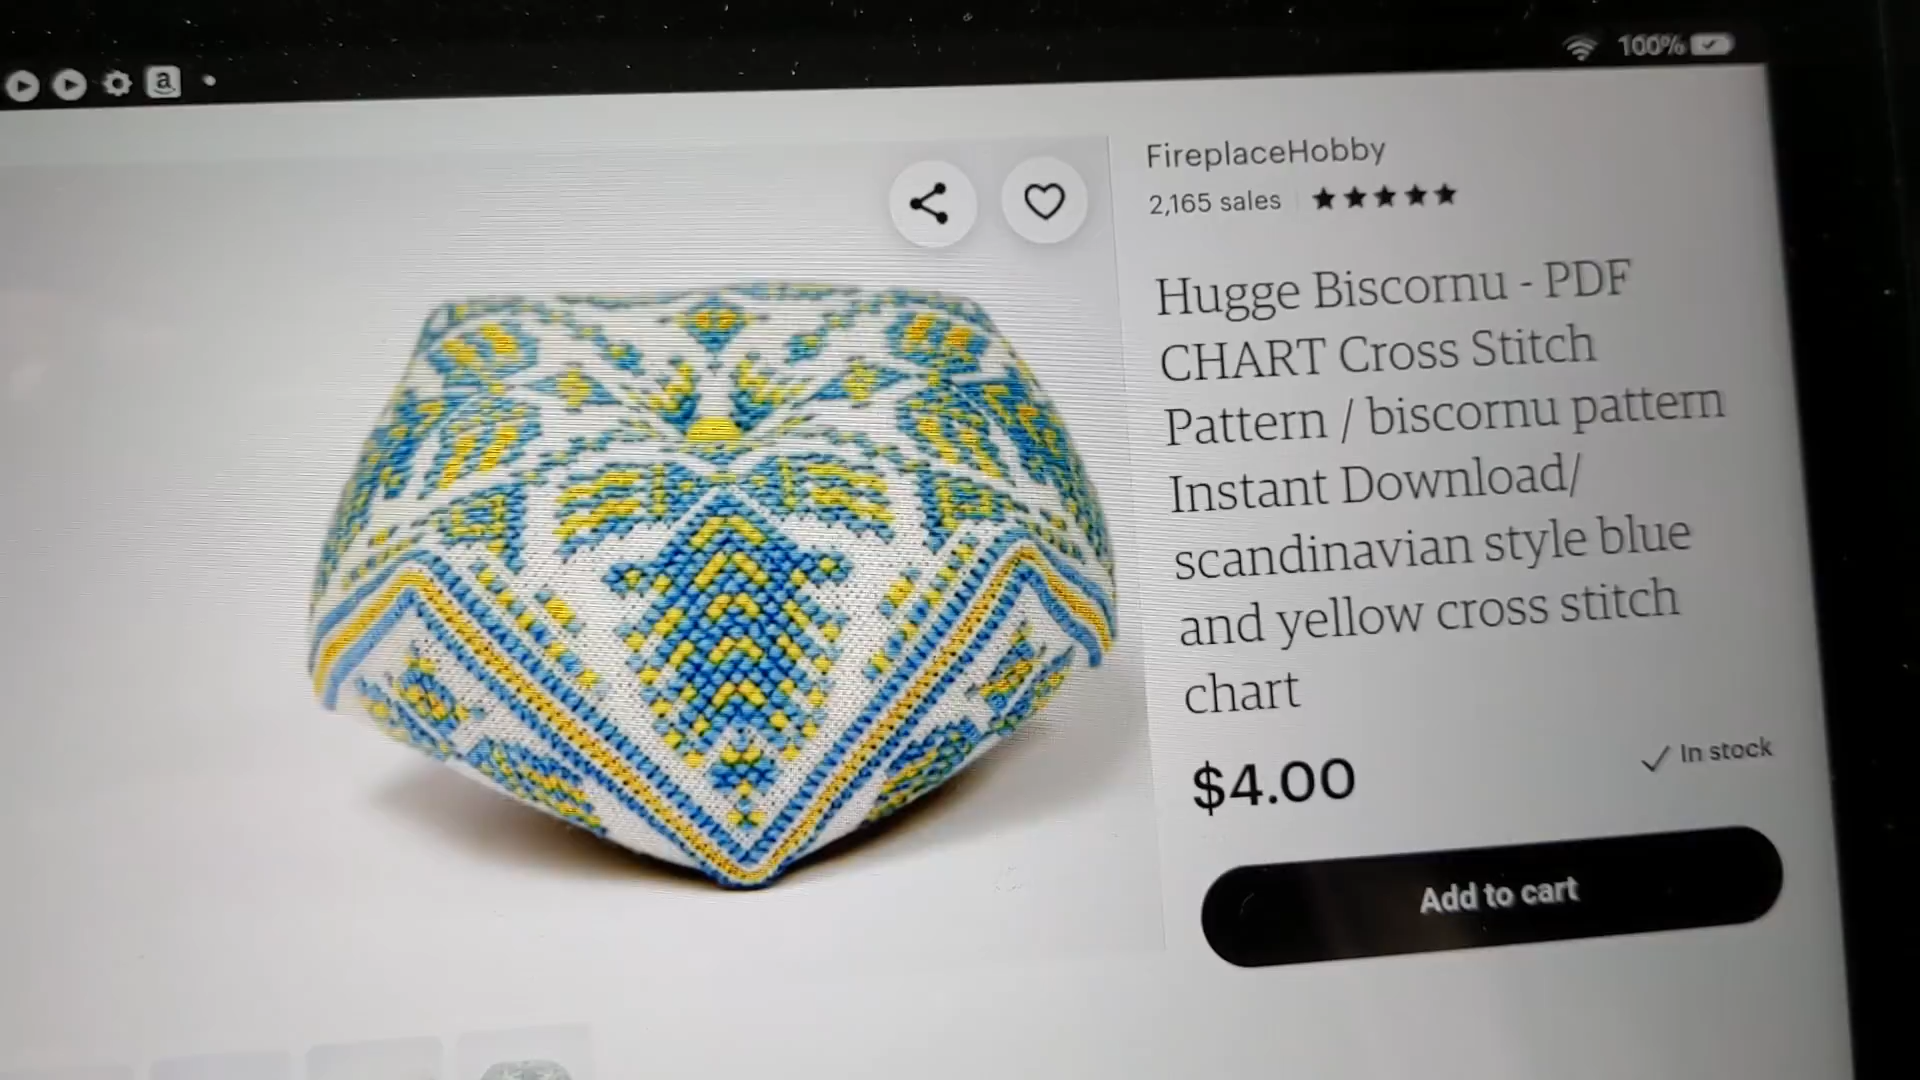 100%
a
FireplaceHobby
2,165 sales
Hugge Biscornu - PDF
CHART Cross Stitch
Pattern / biscornu pattern
Instant Download/
scandinavian style blue
and yellow cross stitch
chart
$4.00
In stock
Add to cart